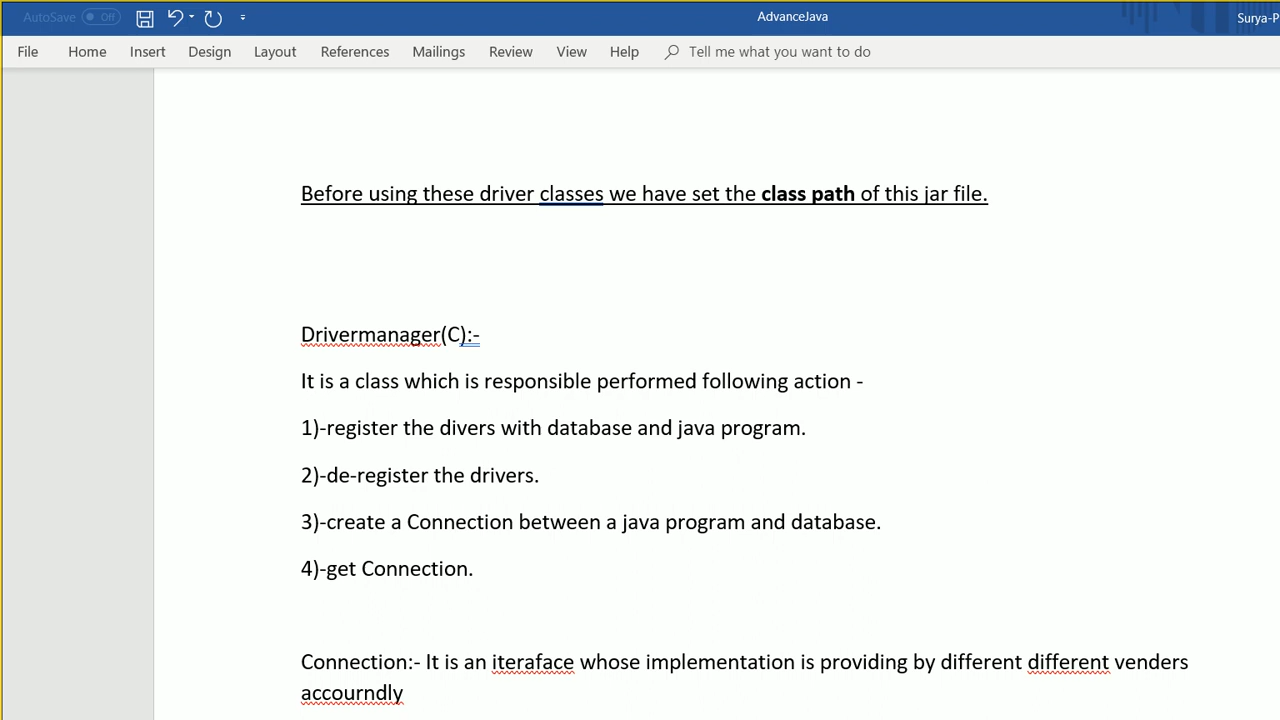 AutoSave Off AdvanceJava Surya-P
File Home Insert Design Layout References Mailings Review View Help Tell me what you want to do
Before using these driver classes we have set the class path of this jar file.
Drivermanager(C):-
It is a class which is responsible performed following action -
1)-register the divers with database and java program.
2)-de-register the drivers.
3)-create a Connection between a java program and database.
4)-get Connection.
Connection:- It is an iteraface whose implementation is providing by different different venders
accourndly